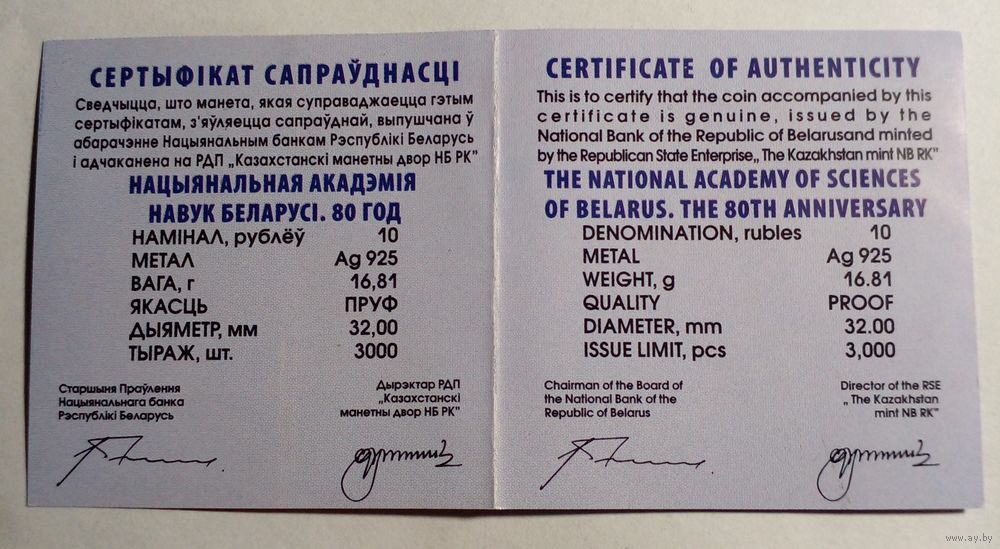 СЕРТЫФІКАТ САПРАЎДНАСЦІ
Сведчыцца, што манета, якая суправаджаецца гэтым
сертыфікатам, з'яўляецца сапраўднай, выпушчана ў
абарачэнне Нацыянальным банкам Рэспублікі Беларусь
і адчаканена на РДП „Казахстанскі манетны двор НБ РК"
НАЦЫЯНАЛЬНАЯ АКАДЭМІЯ
НАВУК БЕЛАРУСІ. 80 ГОД
НАМІНАЛ, рублёў 10
МЕТАЛ Ag 925
ВАГА, г 16,81
ЯКАСЦЬ ПРУФ
ДЫЯМЕТР, мм 32,00
ТЫРАЖ, шт. 3000
Старшыня Праўлення
Нацыянальнага банка
Рэспублікі Беларусь
Дырэктар РДП
„Казахстанскі
манетны двор НБ РК"
CERTIFICATE OF AUTHENTICITY
This is to certify that the coin accompanied by this
certificate is genuine, issued by the
National Bank of the Republic of Belarusand minted
by the Republican State Enterprise„ The Kazakhstan mint NB RK"
THE NATIONAL ACADEMY OF SCIENCES
OF BELARUS. THE 80TH ANNIVERSARY
DENOMINATION, rubles 10
METAL Ag 925
WEIGHT, g 16.81
QUALITY PROOF
DIAMETER, mm 32.00
ISSUE LIMIT, pcs 3,000
Chairman of the Board of
the National Bank of the
Republic of Belarus
Director of the RSE
„ The Kazakhstan
mint NB RK"
www.ay.by